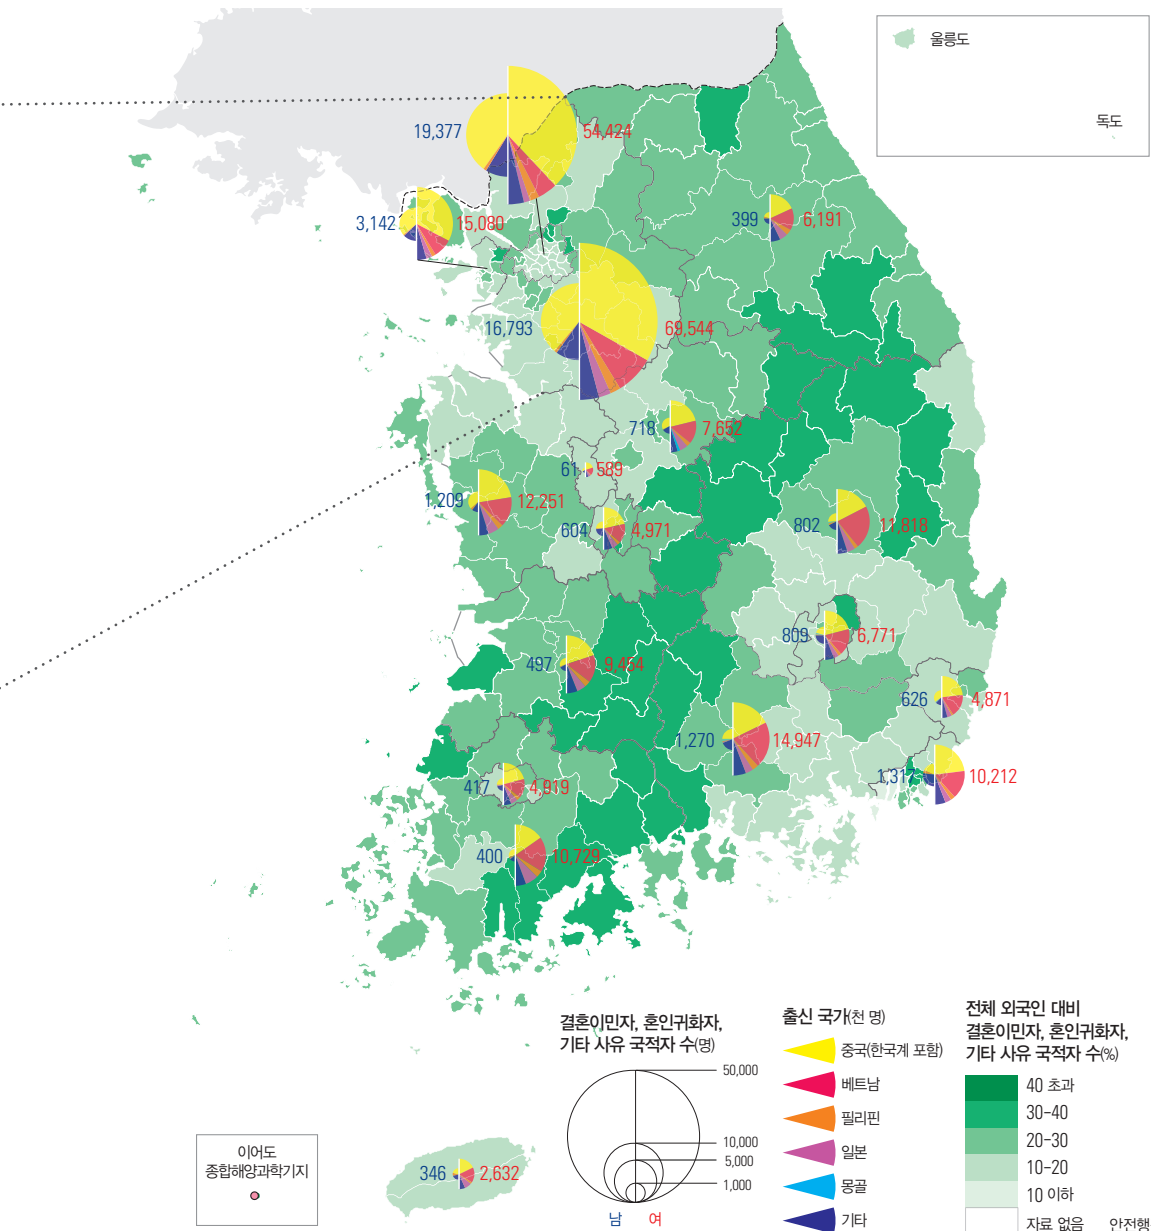 울릉도
독도
19,377
54,424
3,142
15,080
399
6,191
16,793
69,544
718
7,652
61
589
1,209
12,251
604
4,971
802
11,818
809
6,771
497
9,454
626
4,871
1,270
14,947
1,317
10,212
417
4,919
400
10,729
346
2,632
이어도
종합해양과학기지
결혼이민자, 혼인귀화자,
기타 사유 국적자 수(명)
50,000
10,000
5,000
1,000
남 여
출신 국가(천 명)
중국(한국계 포함)
베트남
필리핀
일본
몽골
기타
전체 외국인 대비
결혼이민자, 혼인귀화자,
기타 사유 국적자 수(%)
40 초과
30-40
20-30
10-20
10 이하
자료 없음 안전행